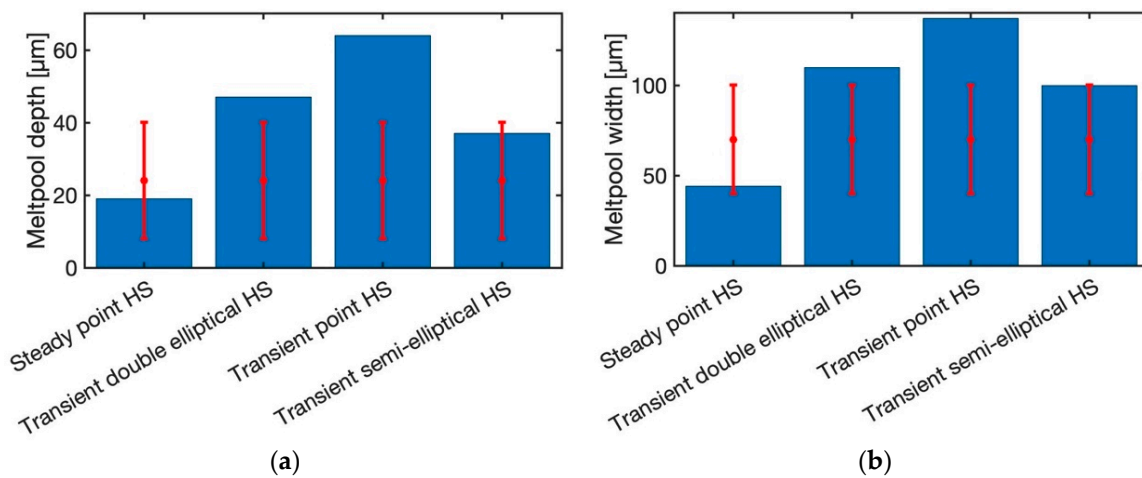 Meltpool depth [µm]
60
40
20
0
Steady point HS
Transient double elliptical HS
Transient point HS
Transient semi-elliptical HS
(a)
Meltpool width [µm]
100
50
0
Steady point HS
Transient double elliptical HS
Transient point HS
Transient semi-elliptical HS
(b)